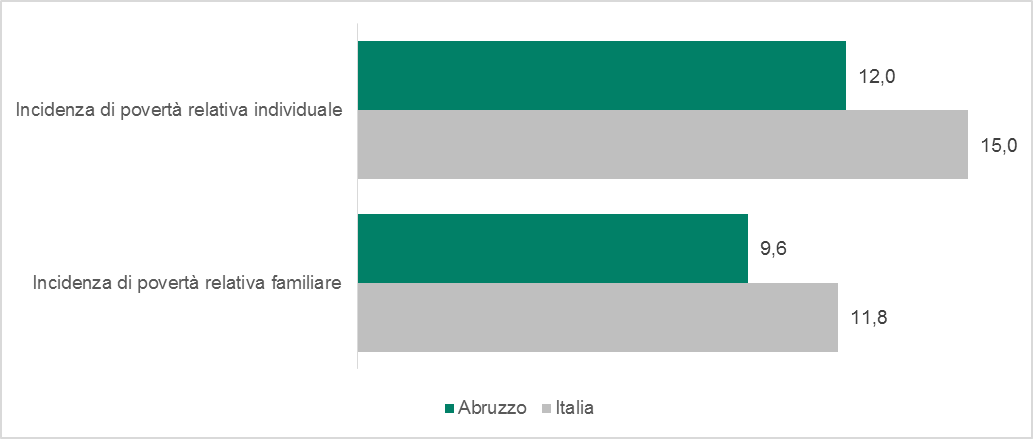 Incidenza di povertà relativa individuale
12,0
15,0
Incidenza di povertà relativa familiare
9,6
11,8
Abruzzo Italia